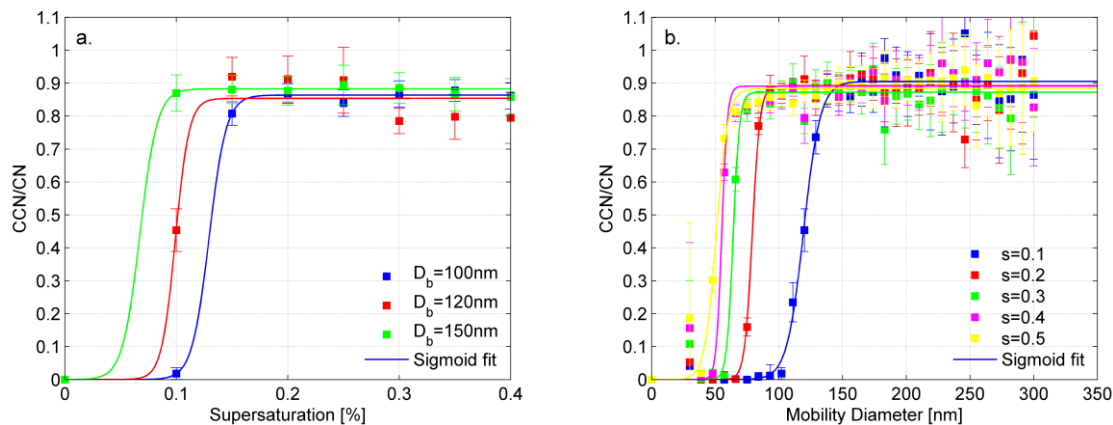 a.
1.1
1
0.9
0.8
0.7
0.6
0.5
0.4
0.3
0.2
0.1
0
CCN/CN
0 0.1 0.2 0.3 0.4
Supersaturation [%]
D_b=100nm
D_b=120nm
D_b=150nm
Sigmoid fit
b.
1.1
1
0.9
0.8
0.7
0.6
0.5
0.4
0.3
0.2
0.1
0
CCN/CN
0 50 100 150 200 250 300 350
Mobility Diameter [nm]
s=0.1
s=0.2
s=0.3
s=0.4
s=0.5
Sigmoid fit